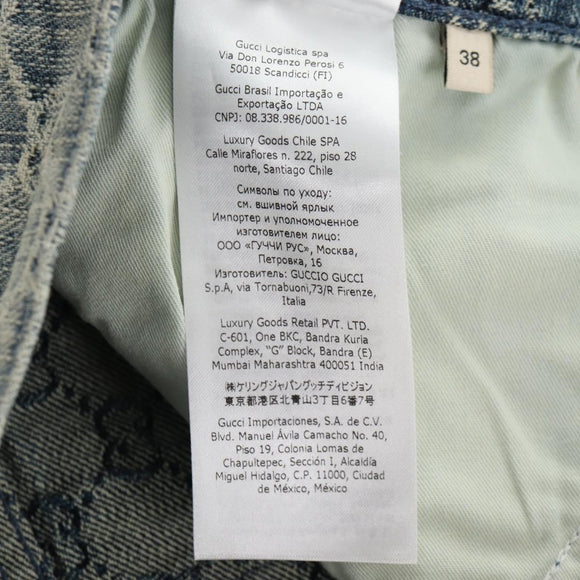 Gucci Logistica spa
Via Don Lorenzo Perosi 6
50018 Scandicci (FI)
Gucci Brasil Importação e
Exportação LTDA
CNPJ: 08.338.986/0001-16
Luxury Goods Chile SPA
Calle Miraflores n. 222, piso 28
norte, Santiago Chile
Символы по уходу:
см. вшивной ярлык
Импортер и уполномоченное
изготовителем лицо:
ООО «ГУЧЧИ РУС», Москва,
Петровка, 16
Изготовитель: GUCCIO GUCCI
S.p.A, via Tornabuoni,73/R Firenze,
Italia
Luxury Goods Retail PVT. LTD.
C-601, One BKC, Bandra Kurla
Complex, "G" Block, Bandra (E)
Mumbai Maharashtra 400051 India
㈱ケリングジャパングッチディビジョン
東京都港区北青山3丁目6番7号
Gucci Importaciones, S.A. de C.V.
Blvd. Manuel Ávila Camacho No. 40,
Piso 19, Colonia Lomas de
Chapultepec, Sección I, Alcaldía
Miguel Hidalgo, C.P. 11000, Ciudad
de México, México
38